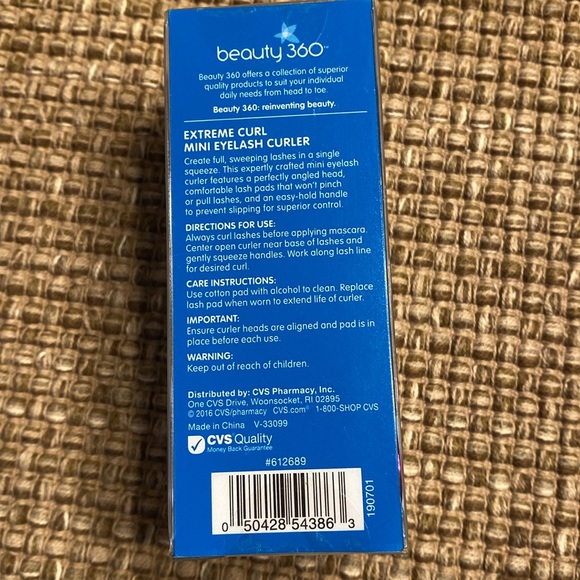 beauty 360™
Beauty 360 offers a collection of superior
quality products to suit your individual
daily needs from head to toe.
Beauty 360: reinventing beauty.
EXTREME CURL
MINI EYELASH CURLER
Create full, sweeping lashes in a single
squeeze. This expertly crafted mini eyelash
curler features a perfectly angled head,
comfortable lash pads that won't pinch
or pull lashes, and an easy-hold handle
to prevent slipping for superior control.
DIRECTIONS FOR USE:
Always curl lashes before applying mascara.
Center open curler near base of lashes and
gently squeeze handles. Work along lash line
for desired curl.
CARE INSTRUCTIONS:
Use cotton pad with alcohol to clean. Replace
lash pad when worn to extend life of curler.
IMPORTANT:
Ensure curler heads are aligned and pad is in
place before each use.
WARNING:
Keep out of reach of children.
Distributed by: CVS Pharmacy, Inc.
One CVS Drive, Woonsocket, RI 02895
© 2016 CVS/pharmacy CVS.com® 1-800-SHOP CVS
Made in China V-33099
CVS Quality
Money Back Guarantee
#612689
0 50428 54386 3
190701